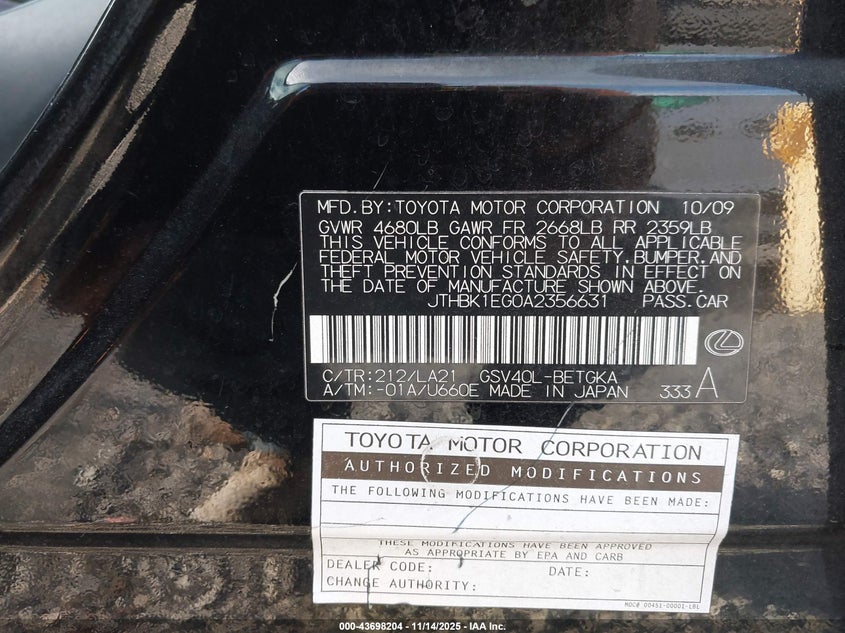 MFD.BY:TOYOTA MOTOR CORPORATION 10/09
GVWR 4680LB GAWR FR 2668LB RR 2359LB
THIS VEHICLE CONFORMS TO ALL APPLICABLE
FEDERAL MOTOR VEHICLE SAFETY.BUMPER.AND
THEFT PREVENTION STANDARDS IN EFFECT ON
THE DATE OF MANUFACTURE SHOWN ABOVE.
JTHBK1EG0A2356631 PASS.CAR
C/TR:212/LA21 GSV40L-BETGKA
A/TM:-01A/U660E MADE IN JAPAN 333 A
TOYOTA MOTOR CORPORATION
AUTHORIZED MODIFICATIONS
THE FOLLOWING MODIFICATIONS HAVE BEEN MADE:
THESE MODIFICATIONS HAVE BEEN APPROVED
AS APPROPRIATE BY EPA AND CARB
DEALER CODE: DATE:
CHANGE AUTHORITY:
MOC# 00451-00001-LBL
000-43698204 - 11/14/2025 - IAA Inc.